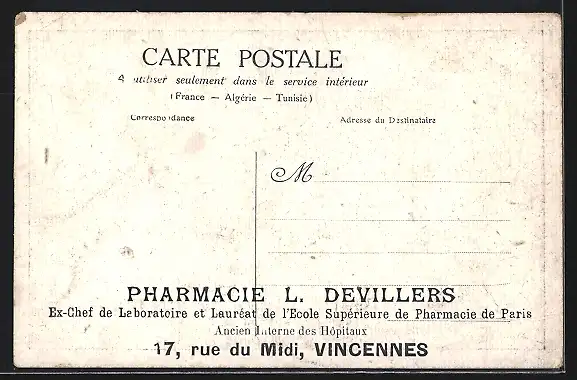 CARTE POSTALE
A utiliser seulement dans le service intérieur
(France — Algérie — Tunisie)
Correspondance
Adresse du Destinataire
M
PHARMACIE L. DEVILLERS
Ex-Chef de Laboratoire et Lauréat de l'Ecole Supérieure de Pharmacie de Paris
Ancien Interne des Hôpitaux
17, rue du Midi, VINCENNES